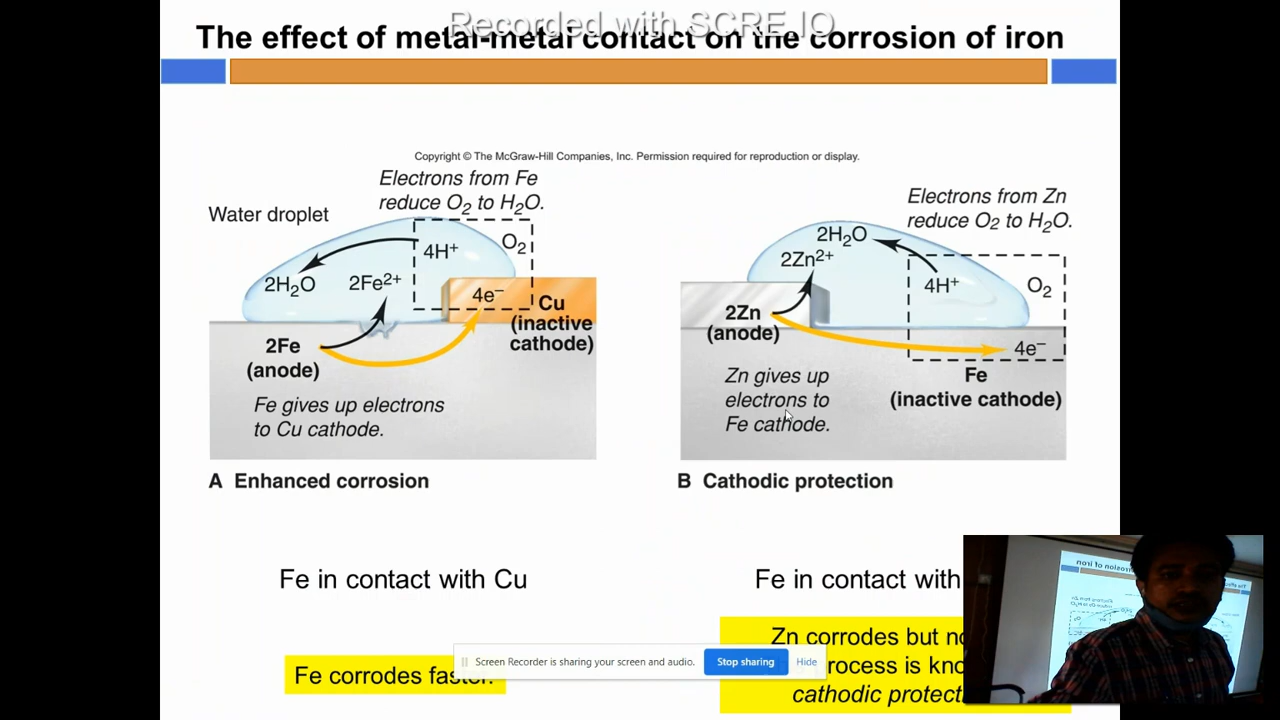 Recorded with SCRE.IO
The effect of metal-metal contact on the corrosion of iron
Copyright © The McGraw-Hill Companies, Inc. Permission required for reproduction or display.
Electrons from Fe
reduce O₂ to H₂O.
Water droplet
4H⁺
O₂
2H₂O
2Fe²⁺
4e⁻
Cu
(inactive
cathode)
2Fe
(anode)
Fe gives up electrons
to Cu cathode.
A Enhanced corrosion
Electrons from Zn
reduce O₂ to H₂O.
2H₂O
2Zn²⁺
4H⁺
O₂
2Zn
(anode)
4e⁻
Fe
(inactive cathode)
Zn gives up
electrons to
Fe cathode.
B Cathodic protection
Fe in contact with Cu
Fe in contact with
Fe corrodes faster.
Zn corrodes but
is
cathodic
Screen Recorder is sharing your screen and audio.
Stop sharing
Hide